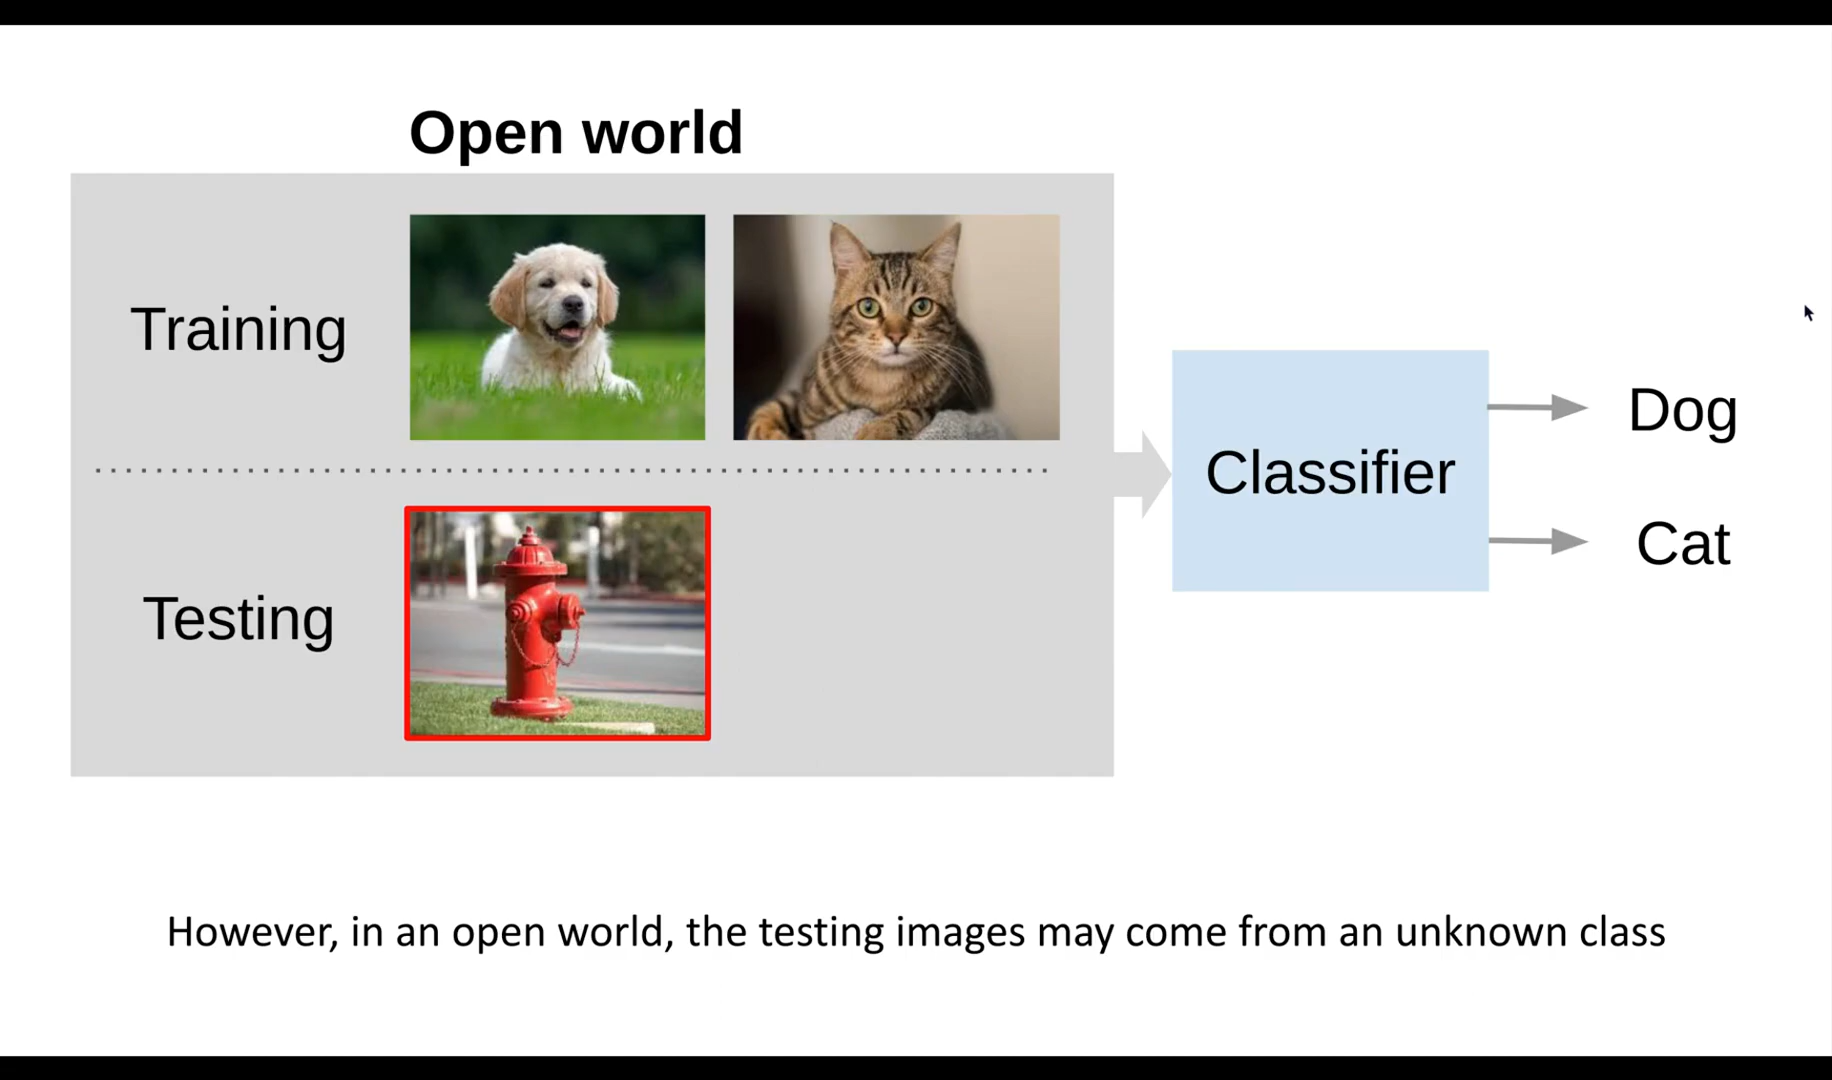 Open world
Training
Dog
Classifier
Cat
Testing
However, in an open world, the testing images may come from an unknown class